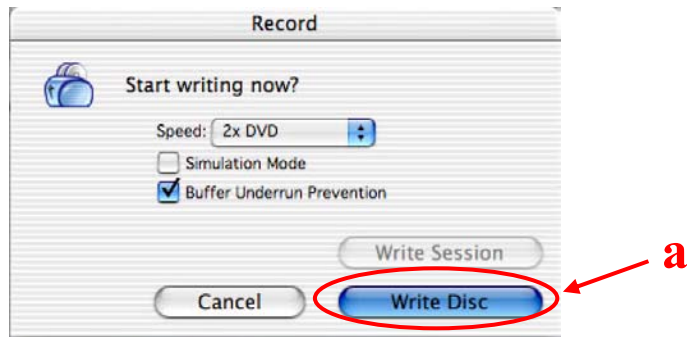 Record
Start writing now?
Speed: 2x DVD
Simulation Mode
Buffer Underrun Prevention
Write Session
a
Cancel Write Disc